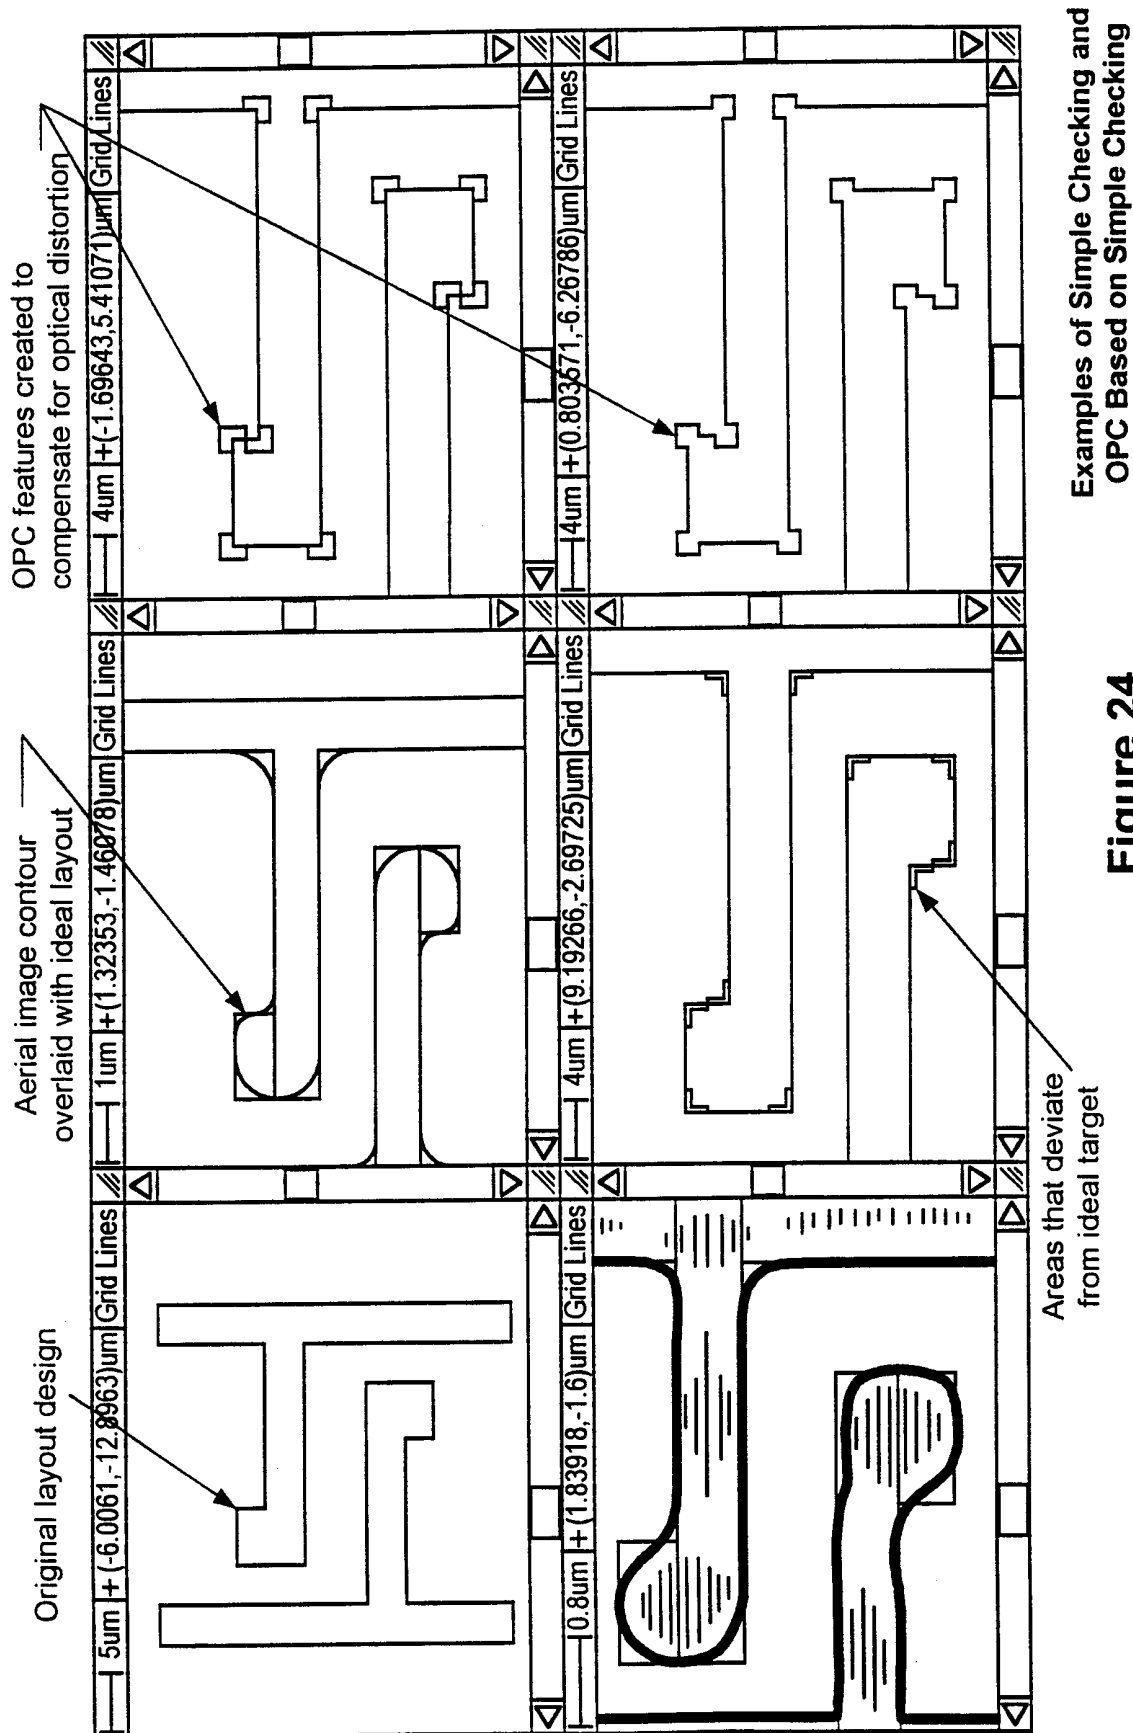 Original layout design
Aerial image contour
overlaid with ideal layout
OPC features created to
compensate for optical distortion
5um + (-6.0061,-12.8963)um Grid Lines
1um +(1.32353,-1.46078)um Grid Lines
4um +(-1.69643,5.41071)um Grid Lines
0.8um +(1.83918,-1.6)um Grid Lines
4um +(9.19266,-2.69725)um Grid Lines
4um +(0.803571,-6.26786)um Grid Lines
Areas that deviate
from ideal target
Figure 24
Examples of Simple Checking and
OPC Based on Simple Checking